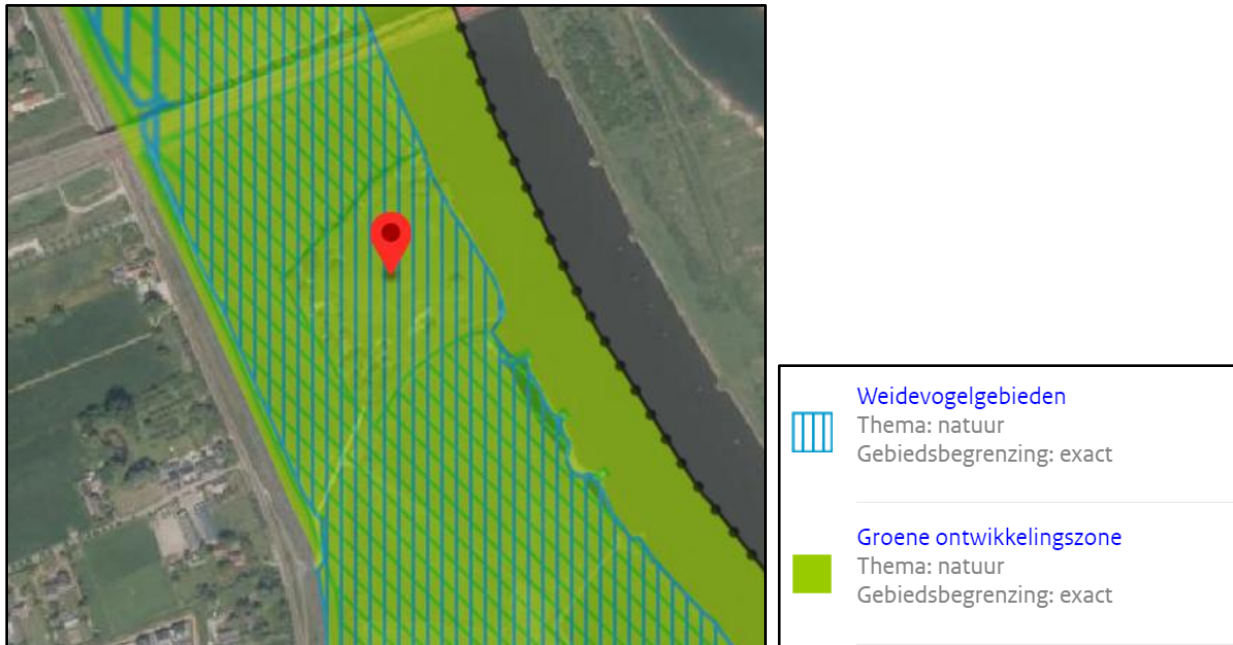 Weidevogelgebieden
Thema: natuur
Gebiedsbegrenzing: exact
Groene ontwikkelingszone
Thema: natuur
Gebiedsbegrenzing: exact